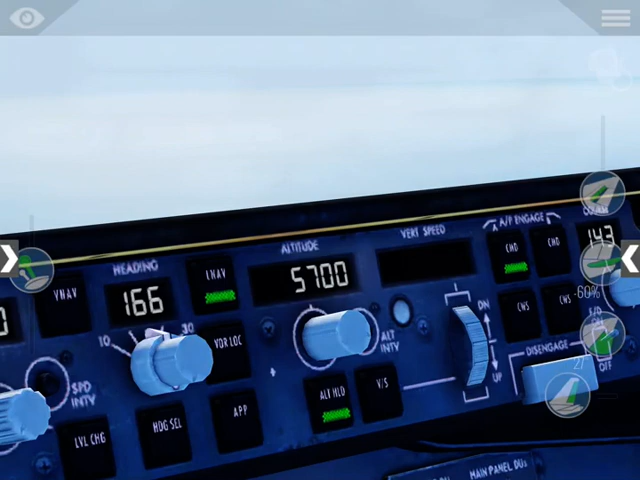 HEADING
ALTITUDE
VERT SPEED
A/P ENGAGE
VNAV
166
LNAV
5700
CMD
CMD
143
10
30
VOR LOC
ALT
INTV
DN
UP
CWS
CWS
-60%
SPD
INTV
DISENGAGE
OFF
LVL CHG
HDG SEL
APP
ALT HLD
V/S
MAIN PANEL DU